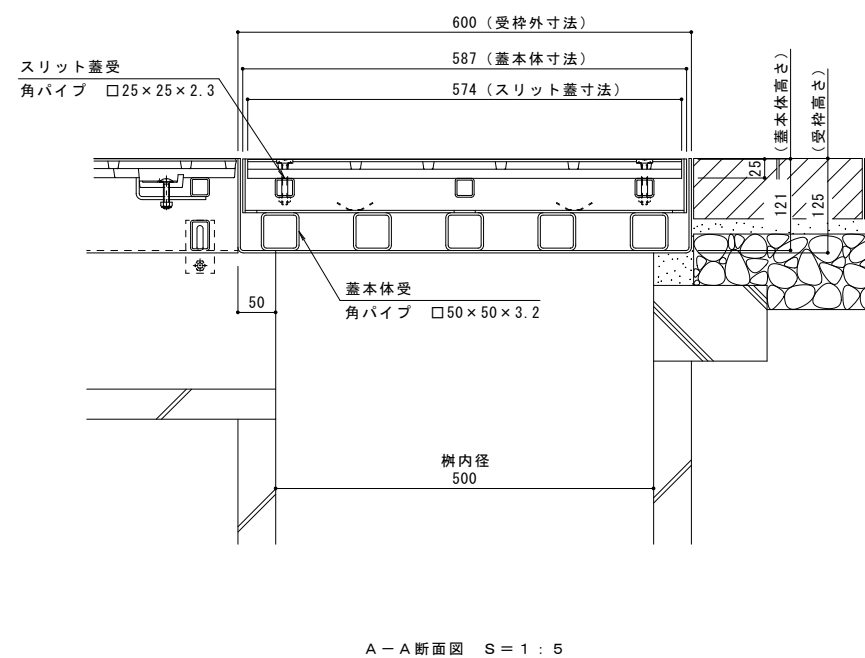 600（受枠外寸法）
587（蓋本体寸法）
574（スリット蓋寸法）
スリット蓋受
角パイプ　□25×25×2.3
25
121
（蓋本体高さ）
125
（受枠高さ）
蓋本体受
角パイプ　□50×50×3.2
50
桝内径
500
A－A断面図　S＝1：5